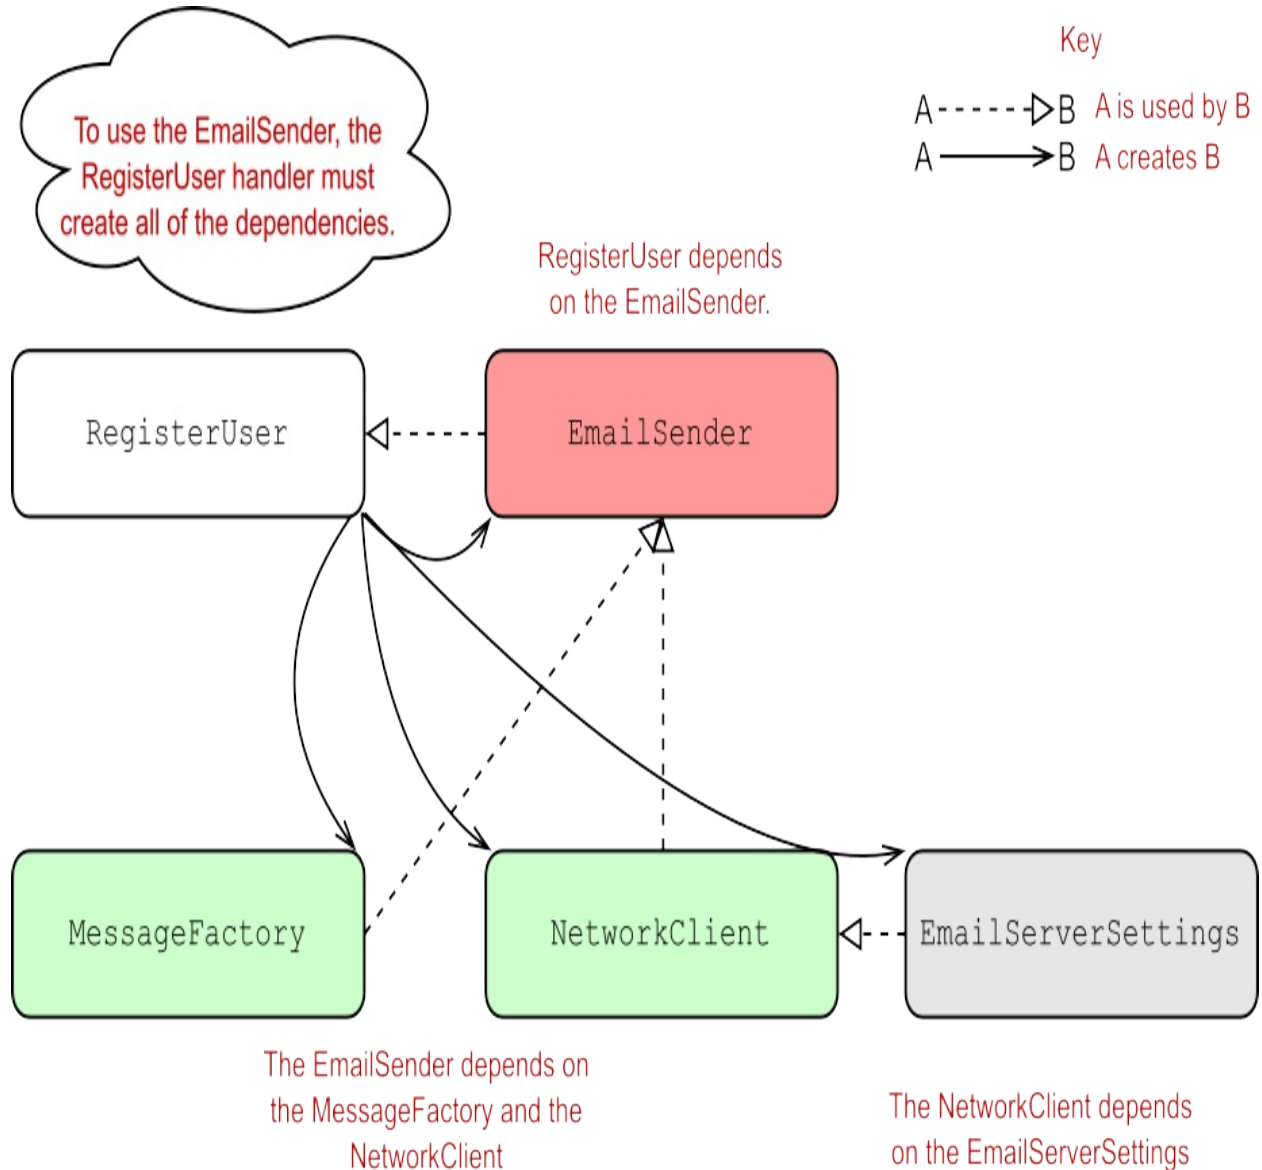 Key
A B A is used by B
A B A creates B
To use the EmailSender, the
RegisterUser handler must
create all of the dependencies.
RegisterUser depends
on the EmailSender.
RegisterUser
EmailSender
MessageFactory
NetworkClient
EmailServerSettings
The EmailSender depends on
the MessageFactory and the
NetworkClient
The NetworkClient depends
on the EmailServerSettings